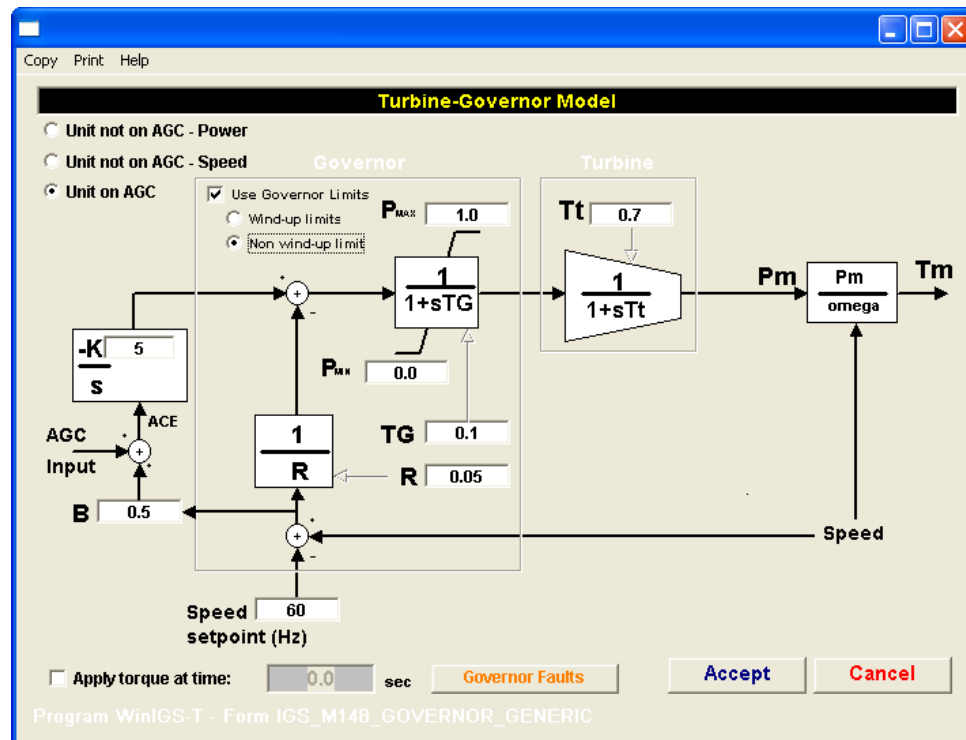 Copy Print Help
Turbine-Governor Model
Unit not on AGC - Power
Unit not on AGC - Speed
Unit on AGC
Governor
Turbine
Use Governor Limits
Wind-up limits
Non wind-up limit
PMAX 1.0
Tt 0.7
1
1+sTG
1
1+sTt
Pm
Pm
omega
Tm
-K 5
s
PMIN 0.0
ACE
AGC
Input
1
R
TG 0.1
R 0.05
B 0.5
Speed
Speed 60
setpoint (Hz)
Apply torque at time: 0.0 sec
Governor Faults
Accept
Cancel
Program WinIGS-T - Form IGS_M148_GOVERNOR_GENERIC